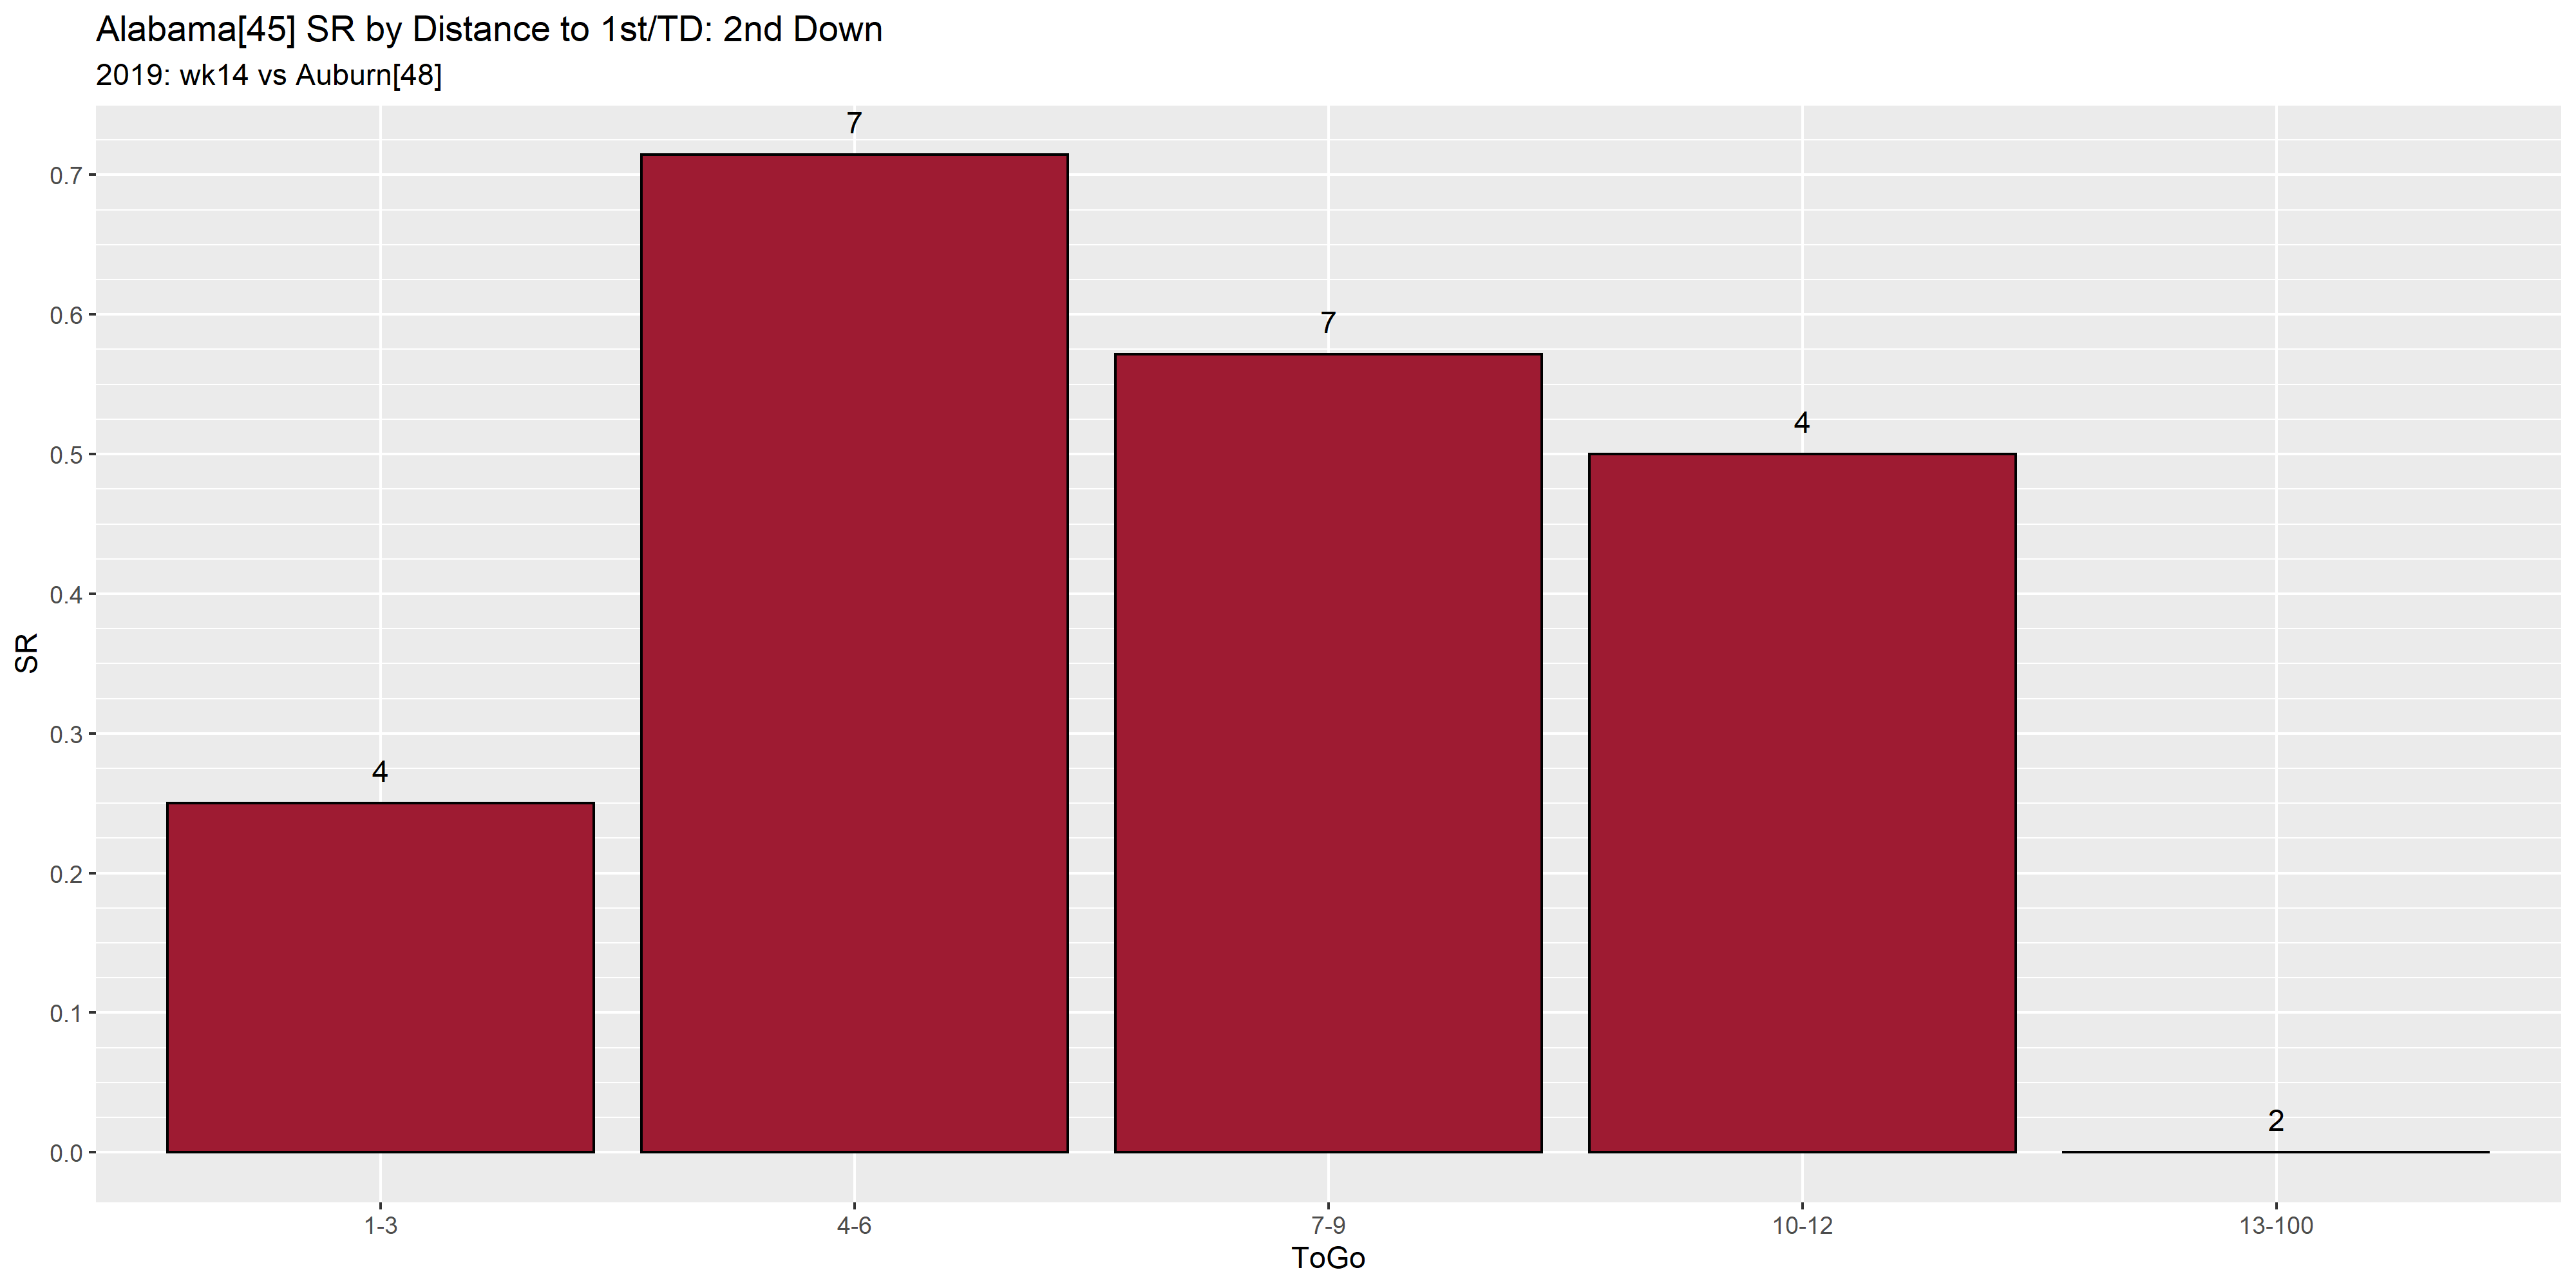 Alabama[45] SR by Distance to 1st/TD: 2nd Down
2019: wk14 vs Auburn[48]
7
0.7
0.6
7
0.5
4
0.4
SR
0.3
4
0.2
0.1
2
0.0
1-3 4-6 7-9 10-12 13-100
ToGo